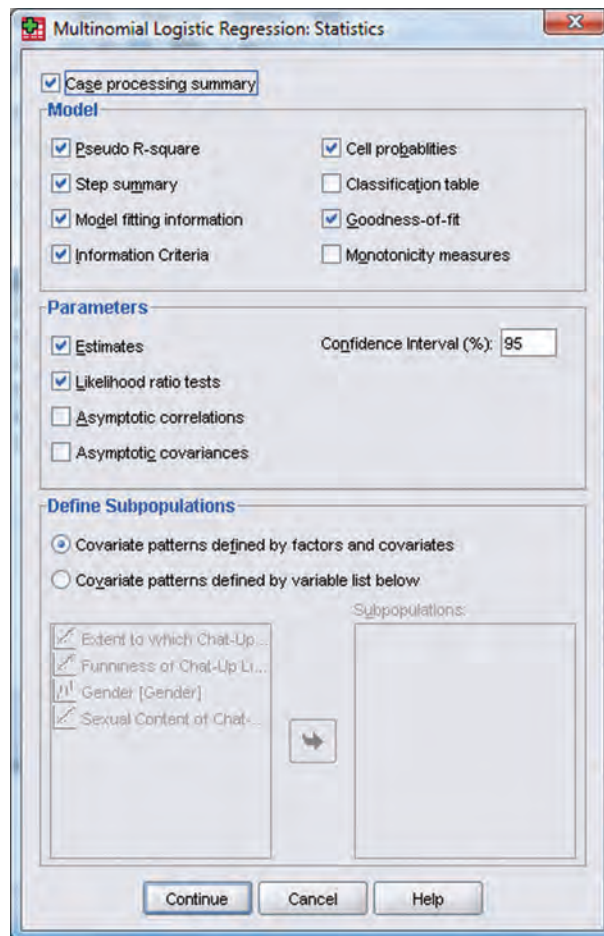 Multinomial Logistic Regression: Statistics
Case processing summary
Model
Pseudo R-square
Cell probablities
Step summary
Classification table
Model fitting information
Goodness-of-fit
Information Criteria
Monotonicity measures
Parameters
Estimates
Confidence Interval (%): 95
Likelihood ratio tests
Asymptotic correlations
Asymptotic covariances
Define Subpopulations
Covariate patterns defined by factors and covariates
Covariate patterns defined by variable list below
Subpopulations:
Extent to which Chat-Up...
Funniness of Chat-Up Li...
Gender [Gender]
Sexual Content of Chat-...
Continue
Cancel
Help